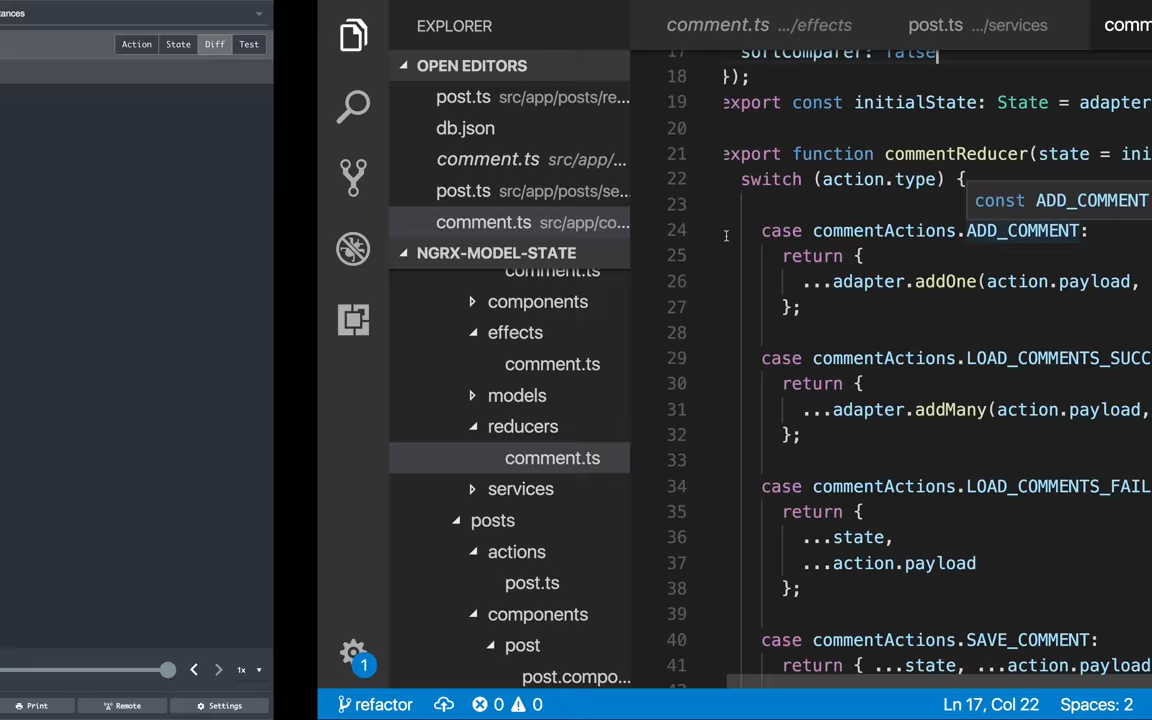 tances
Action State Diff Test
1x
Print Remote Settings
EXPLORER
OPEN EDITORS
post.ts src/app/posts/re...
db.json
comment.ts src/app/...
post.ts src/app/posts/se...
comment.ts src/app/co...
NGRX-MODEL-STATE
comment.ts
components
effects
comment.ts
models
reducers
comment.ts
services
posts
actions
post.ts
components
post
post.compo...
1
comment.ts .../effects post.ts .../services comm
17 sortComparer: false
18 });
19 export const initialState: State = adapter
20
21 export function commentReducer(state = ini
22 switch (action.type) {
const ADD_COMMENT
23
24 case commentActions.ADD_COMMENT:
25 return {
26 ...adapter.addOne(action.payload,
27 };
28
29 case commentActions.LOAD_COMMENTS_SUCC
30 return {
31 ...adapter.addMany(action.payload,
32 };
33
34 case commentActions.LOAD_COMMENTS_FAIL
35 return {
36 ...state,
37 ...action.payload
38 };
39
40 case commentActions.SAVE_COMMENT:
41 return { ...state, ...action.payload
refactor 0 0 Ln 17, Col 22 Spaces: 2